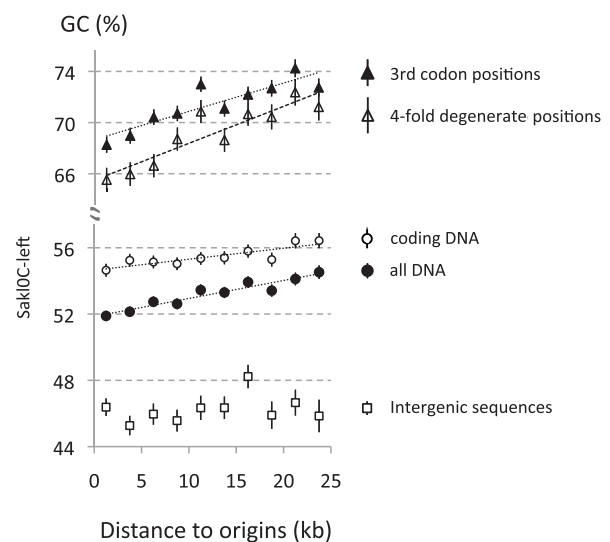 GC (%)
74
70
66
56
52
48
44
0 5 10 15 20 25
Distance to origins (kb)
Sakl0C-left
3rd codon positions
4-fold degenerate positions
coding DNA
all DNA
Intergenic sequences